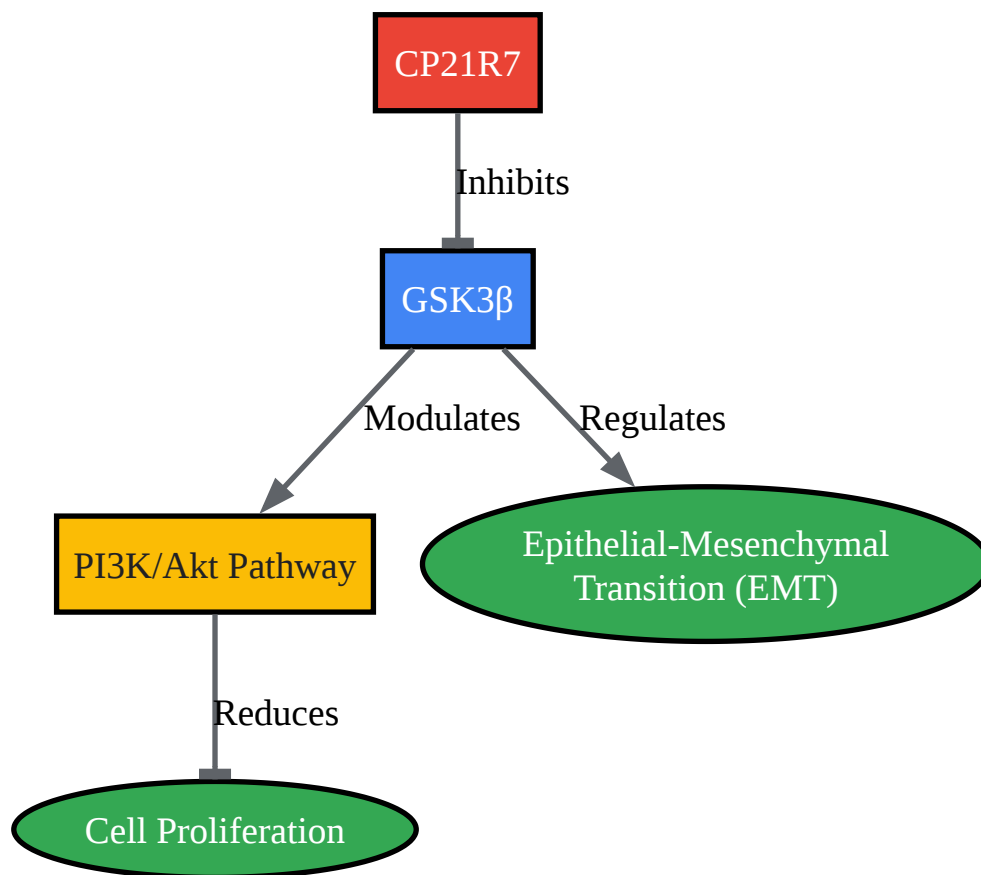 CP21R7
Inhibits
GSK3β
Modulates
Regulates
Epithelial-Mesenchymal
Transition (EMT)
PI3K/Akt Pathway
Reduces
Cell Proliferation